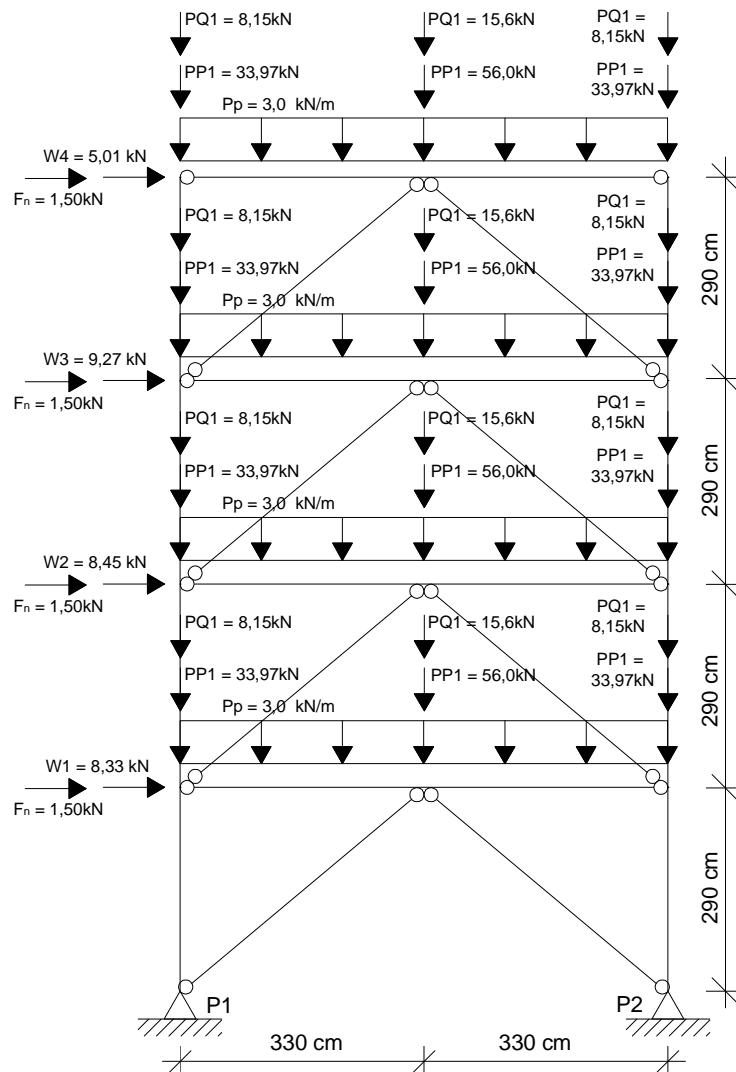 PQ1 = 8,15kN
PQ1 = 15,6kN
PQ1 =
8,15kN
PP1 = 33,97kN
PP1 = 56,0kN
PP1 =
33,97kN
Pp = 3,0 kN/m
W4 = 5,01 kN
Fn = 1,50kN
PQ1 = 8,15kN
PQ1 = 15,6kN
PQ1 =
8,15kN
PP1 = 33,97kN
PP1 = 56,0kN
PP1 =
33,97kN
Pp = 3,0 kN/m
290 cm
W3 = 9,27 kN
Fn = 1,50kN
PQ1 = 8,15kN
PQ1 = 15,6kN
PQ1 =
8,15kN
PP1 = 33,97kN
PP1 = 56,0kN
PP1 =
33,97kN
Pp = 3,0 kN/m
290 cm
W2 = 8,45 kN
Fn = 1,50kN
PQ1 = 8,15kN
PQ1 = 15,6kN
PQ1 =
8,15kN
PP1 = 33,97kN
PP1 = 56,0kN
PP1 =
33,97kN
Pp = 3,0 kN/m
290 cm
W1 = 8,33 kN
Fn = 1,50kN
290 cm
P1
P2
330 cm
330 cm